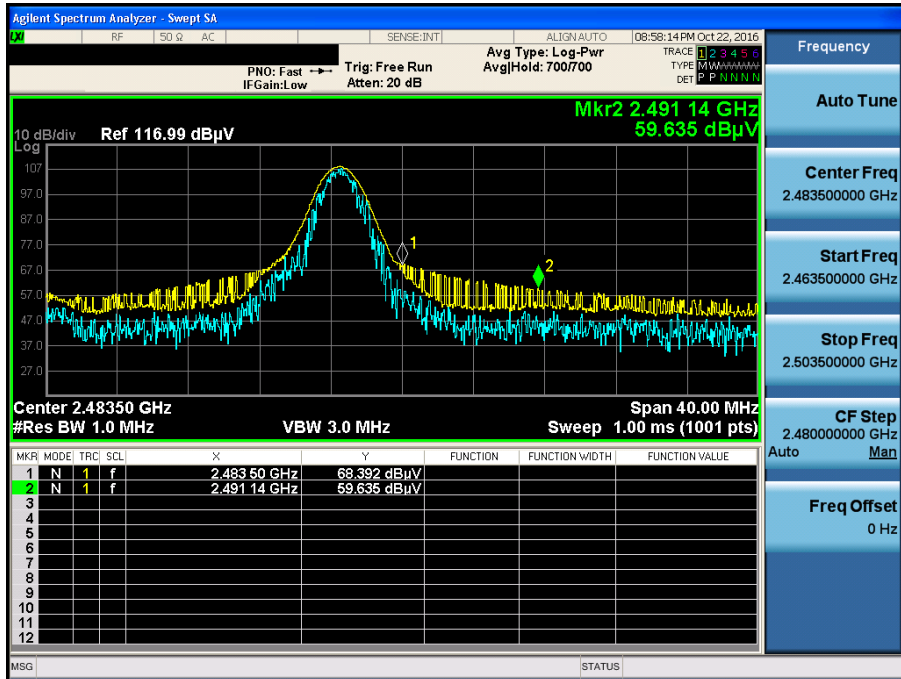 Agilent Spectrum Analyzer - Swept SA
LXI RF 50 Ω AC SENSE:INT ALIGN AUTO 08:58:14 PM Oct 22, 2016
PNO: Fast Trig: Free Run Avg Type: Log-Pwr TRACE 1 2 3 4 5 6
IFGain:Low Atten: 20 dB Avg|Hold: 700/700 TYPE M W
DET P P N N N N
Mkr2 2.491 14 GHz
59.635 dBµV
10 dB/div Ref 116.99 dBµV
Log
107
97.0
87.0
77.0
67.0
57.0
47.0
37.0
27.0
1
2
Center 2.48350 GHz Span 40.00 MHz
#Res BW 1.0 MHz VBW 3.0 MHz Sweep 1.00 ms (1001 pts)
MKR MODE TRC SCL X Y FUNCTION FUNCTION WIDTH FUNCTION VALUE
1 N 1 f 2.483 50 GHz 68.392 dBµV
2 N 1 f 2.491 14 GHz 59.635 dBµV
3
4
5
6
7
8
9
10
11
12
MSG STATUS
Frequency
Auto Tune
Center Freq
2.483500000 GHz
Start Freq
2.463500000 GHz
Stop Freq
2.503500000 GHz
CF Step
2.480000000 GHz
Auto Man
Freq Offset
0 Hz